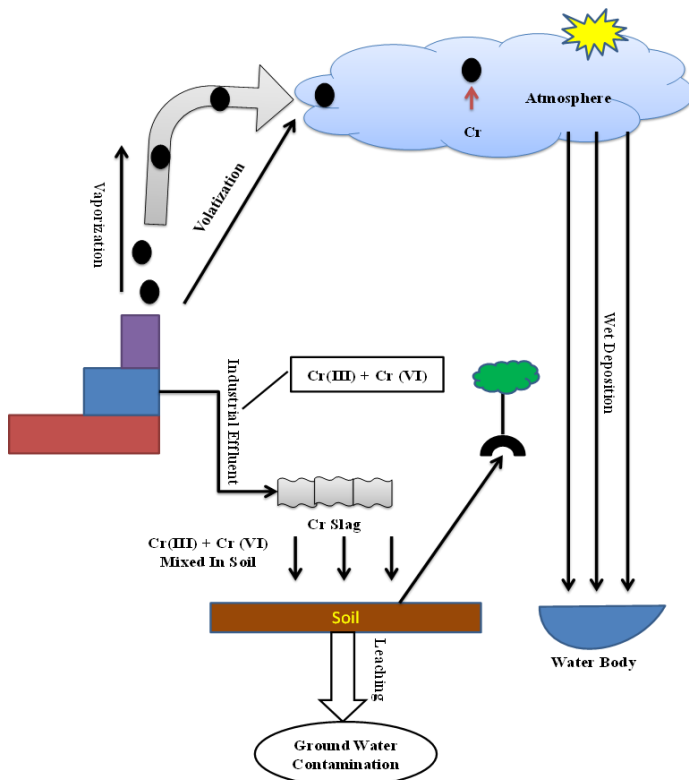 Atmosphere
Cr
Vaporization
Volatization
Wet Deposition
Industrial Effluent
Cr(III) + Cr (VI)
Cr Slag
Cr(III) + Cr (VI)
Mixed In Soil
Soil
Leaching
Water Body
Ground Water
Contamination